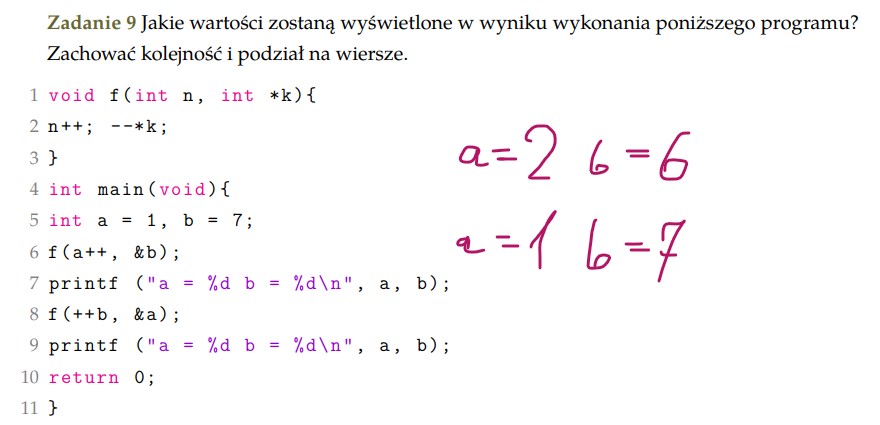 Zadanie 9 Jakie wartości zostaną wyświetlone w wyniku wykonania poniższego programu?
Zachować kolejność i podział na wiersze.
1 void f(int n, int *k){
2 n++; --*k;
3 }
4 int main(void){
5 int a = 1, b = 7;
6 f(a++, &b);
7 printf ("a = %d b = %d\n", a, b);
8 f(++b, &a);
9 printf ("a = %d b = %d\n", a, b);
10 return 0;
11 }
a=2 b=6
a=1 b=7